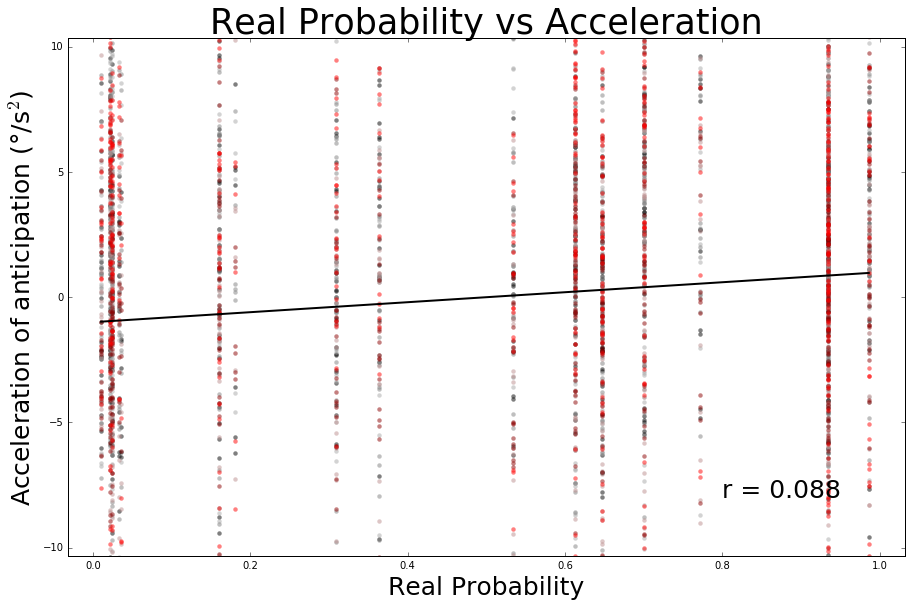 Real Probability vs Acceleration
Acceleration of anticipation (°/s²)
10
5
0
−5
−10
r = 0.088
0.0 0.2 0.4 0.6 0.8 1.0
Real Probability